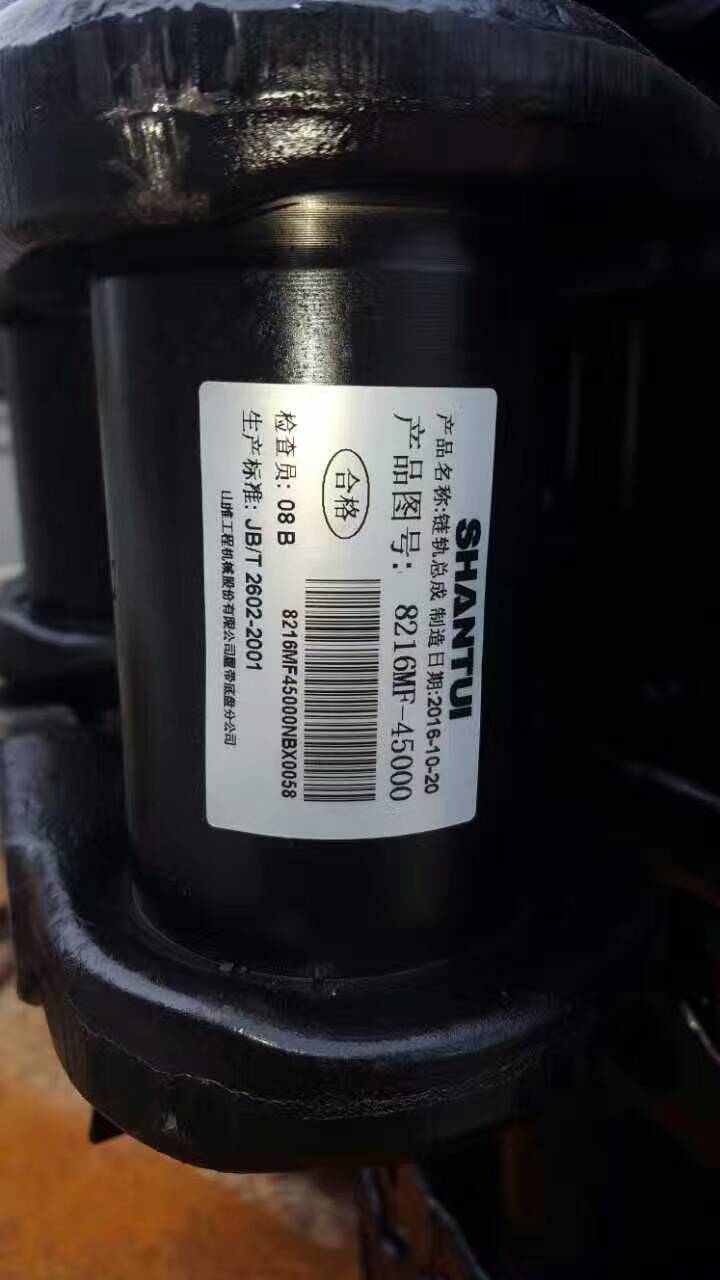 SHANTUI
产品名称:链轨总成 制造日期:2016-10-20
产品图号: 8216MF-45000
合格
8216MF45000NBX0058
检查员: 08 B
生产标准: JB/T 2602-2001
山推工程机械股份有限公司履带底盘分公司